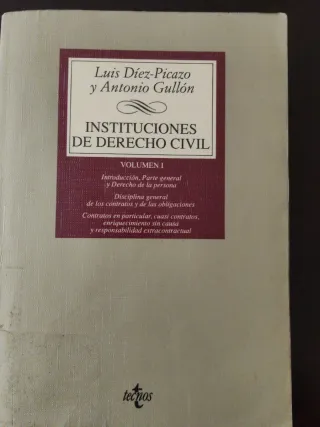 Luis Díez-Picazo
y Antonio Gullón
INSTITUCIONES
DE DERECHO CIVIL
VOLUMEN I
Introducción, Parte general
y Derecho de la persona
Disciplina general
de los contratos y de las obligaciones
Contratos en particular, cuasi contratos,
enriquecimiento sin causa
y responsabilidad extracontractual
tecnos